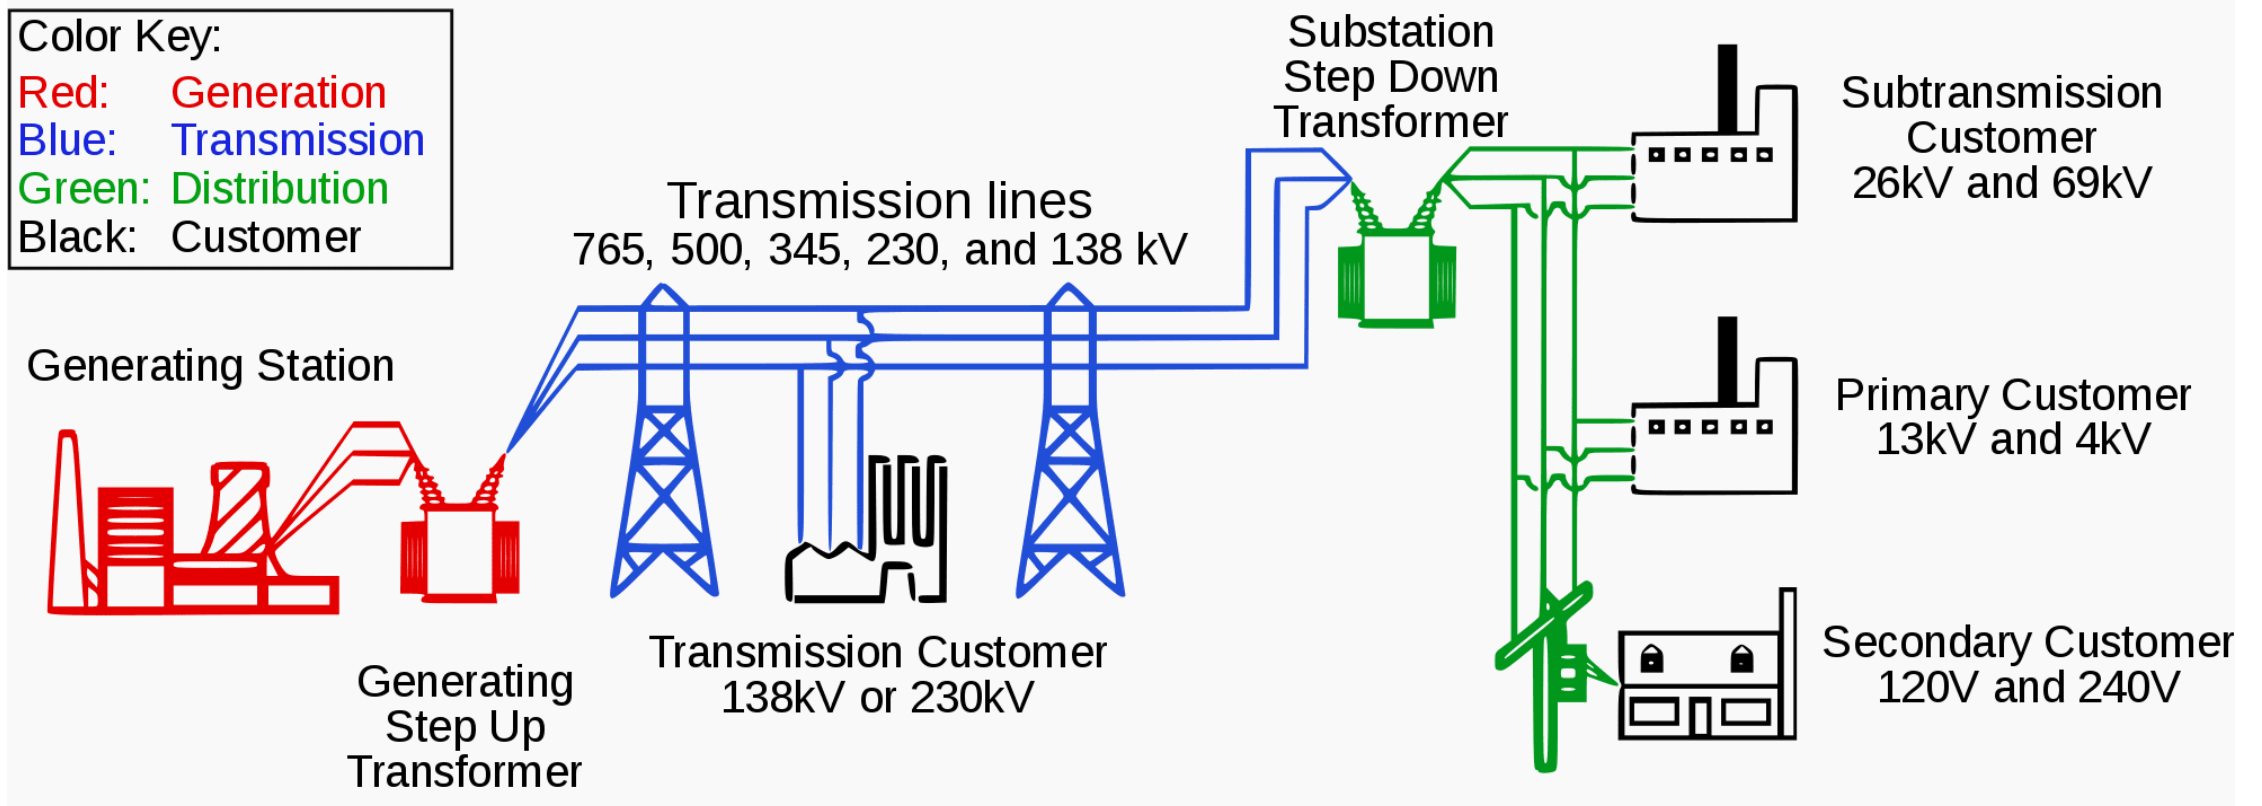 Color Key:
Red: Generation
Blue: Transmission
Green: Distribution
Black: Customer
Substation
Step Down
Transformer
Subtransmission
Customer
26kV and 69kV
Transmission lines
765, 500, 345, 230, and 138 kV
Generating Station
Primary Customer
13kV and 4kV
Transmission Customer
138kV or 230kV
Secondary Customer
120V and 240V
Generating
Step Up
Transformer